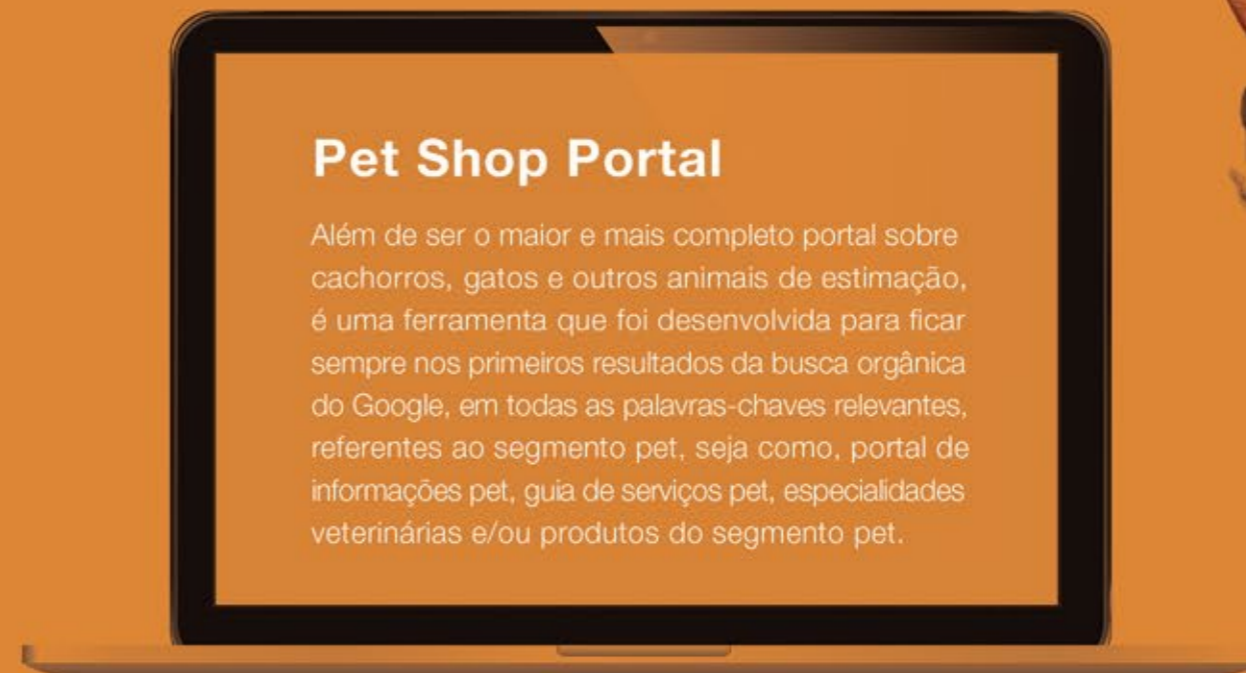 Pet Shop Portal
Além de ser o maior e mais completo portal sobre
cachorros, gatos e outros animais de estimação,
é uma ferramenta que foi desenvolvida para ficar
sempre nos primeiros resultados da busca orgânica
do Google, em todas as palavras-chaves relevantes,
referentes ao segmento pet, seja como, portal de
informações pet, guia de serviços pet, especialidades
veterinárias e/ou produtos do segmento pet.